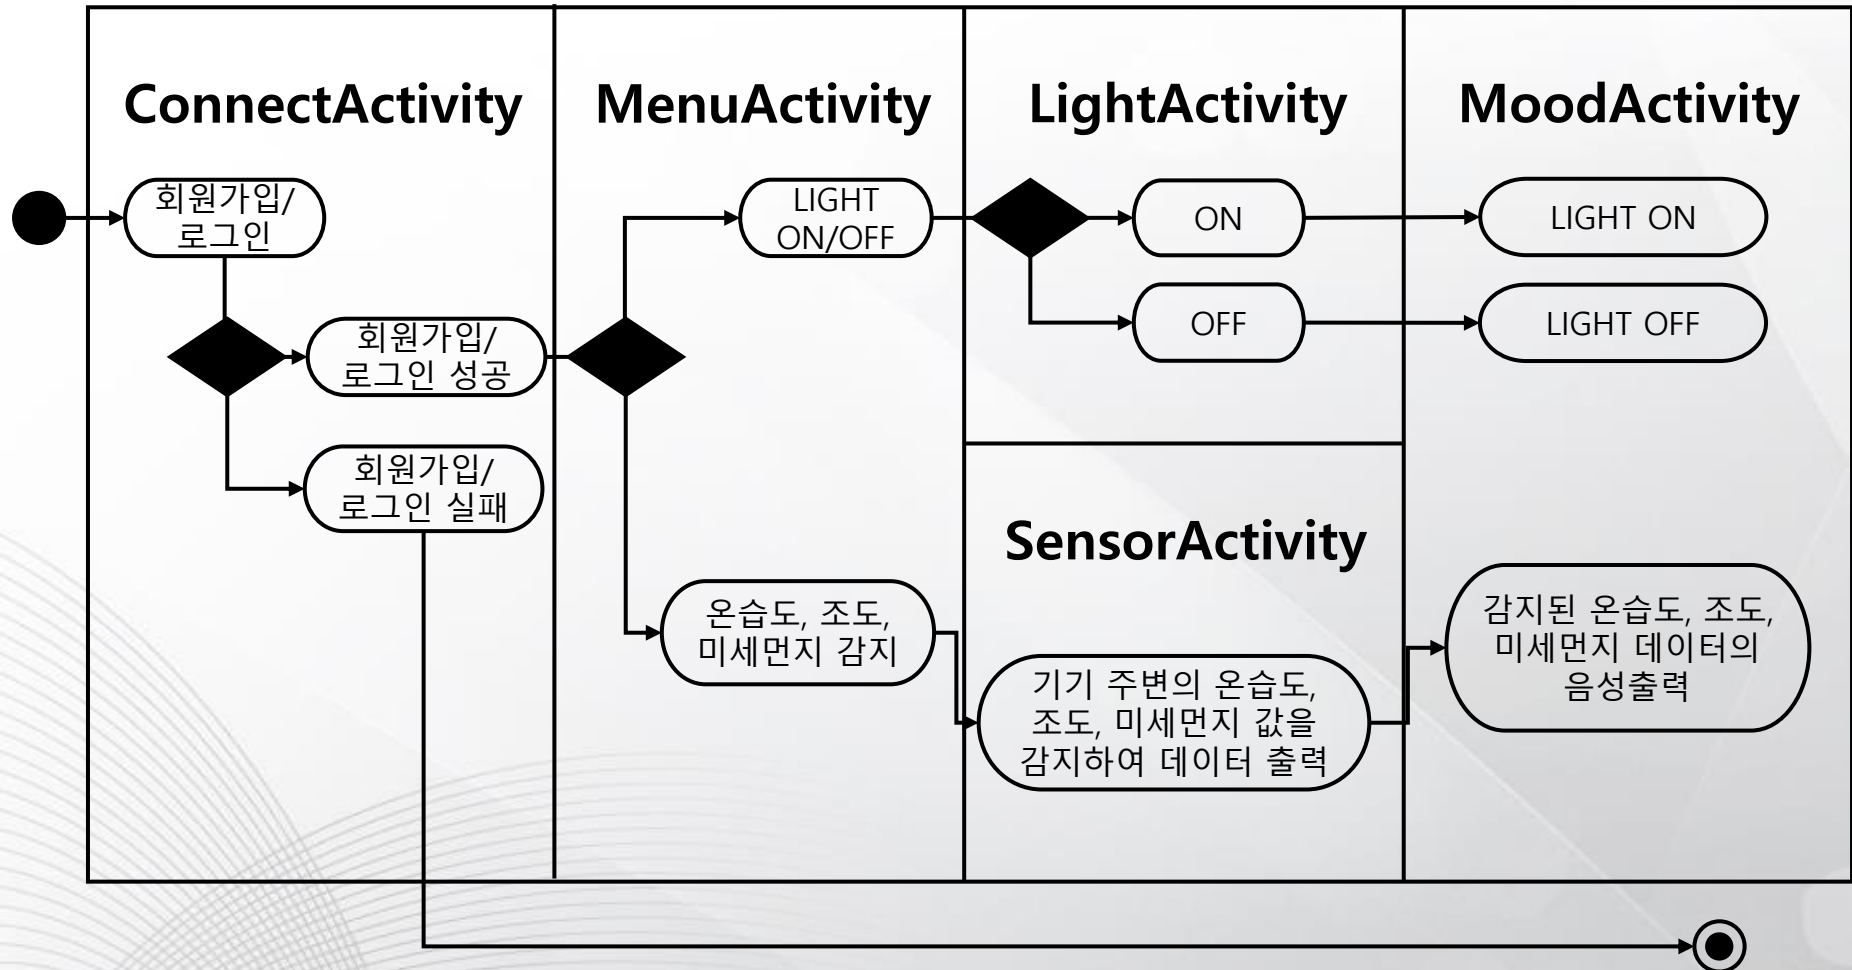 ConnectActivity
MenuActivity
LightActivity
MoodActivity
회원가입/
로그인
회원가입/
로그인 성공
회원가입/
로그인 실패
LIGHT
ON/OFF
온습도, 조도,
미세먼지 감지
ON
OFF
SensorActivity
기기 주변의 온습도,
조도, 미세먼지 값을
감지하여 데이터 출력
LIGHT ON
LIGHT OFF
감지된 온습도, 조도,
미세먼지 데이터의
음성출력